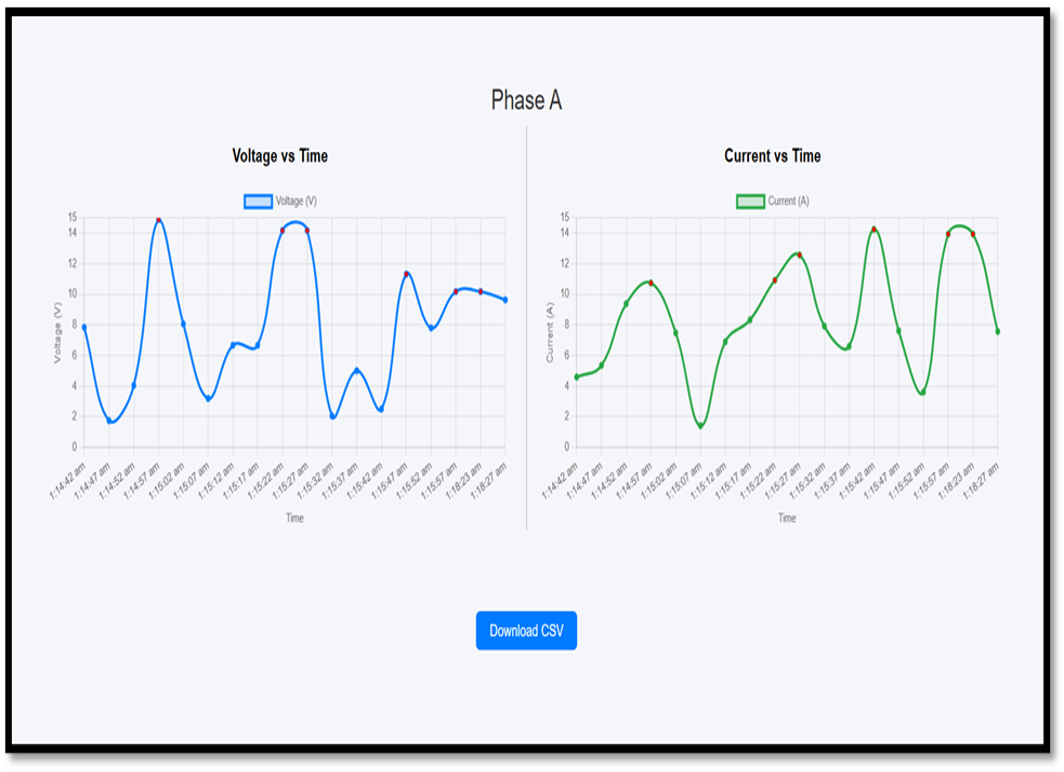 Phase A
Voltage vs Time
Voltage (V)
Voltage (V)
15
14
12
10
8
6
4
2
0
1:14:42 am
1:14:47 am
1:14:52 am
1:14:57 am
1:15:02 am
1:15:07 am
1:15:12 am
1:15:17 am
1:15:22 am
1:15:27 am
1:15:32 am
1:15:37 am
1:15:42 am
1:15:47 am
1:15:52 am
1:15:57 am
1:18:23 am
1:18:27 am
Time
Current vs Time
Current (A)
Current (A)
15
14
12
10
8
6
4
2
0
1:14:42 am
1:14:47 am
1:14:52 am
1:14:57 am
1:15:02 am
1:15:07 am
1:15:12 am
1:15:17 am
1:15:22 am
1:15:27 am
1:15:32 am
1:15:37 am
1:15:42 am
1:15:47 am
1:15:52 am
1:15:57 am
1:18:23 am
1:18:27 am
Time
Download CSV